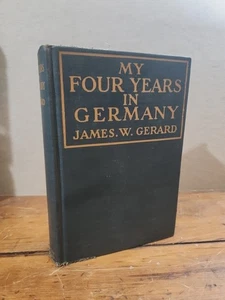 MY
FOUR YEARS
IN
GERMANY
JAMES. W. GERARD